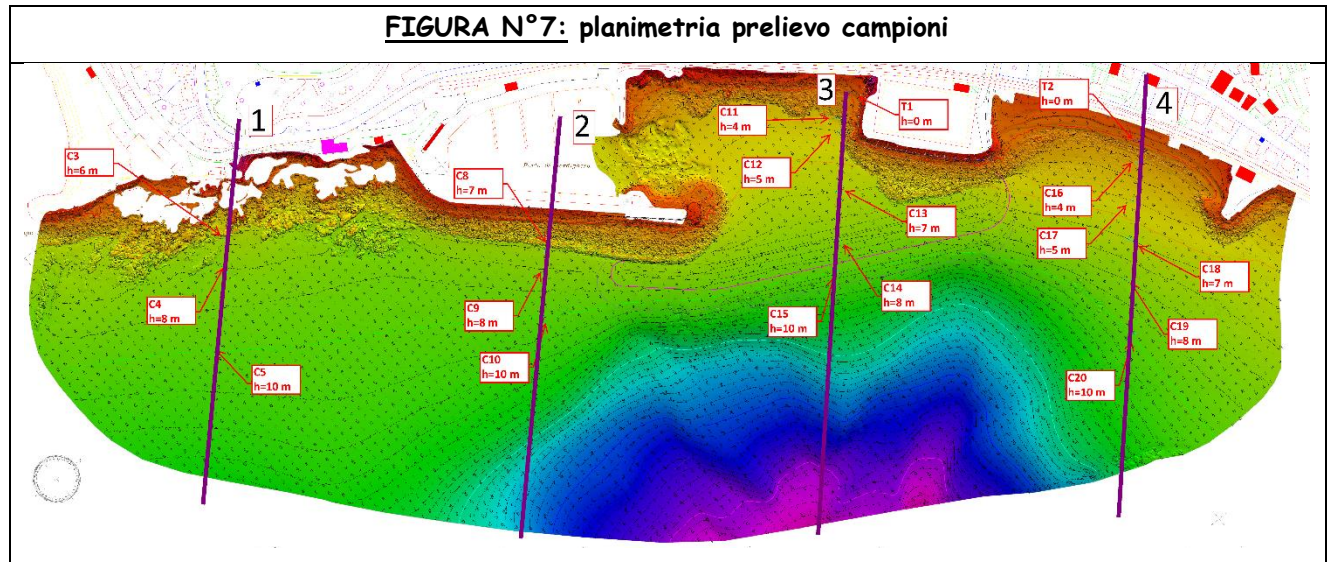 FIGURA N°7: planimetria prelievo campioni
1
2
3
4
C3
h=6 m
C4
h=8 m
C5
h=10 m
C8
h=7 m
C9
h=8 m
C10
h=10 m
C11
h=4 m
C12
h=5 m
T1
h=0 m
C13
h=7 m
C14
h=8 m
C15
h=10 m
T2
h=0 m
C16
h=4 m
C17
h=5 m
C18
h=7 m
C19
h=8 m
C20
h=10 m